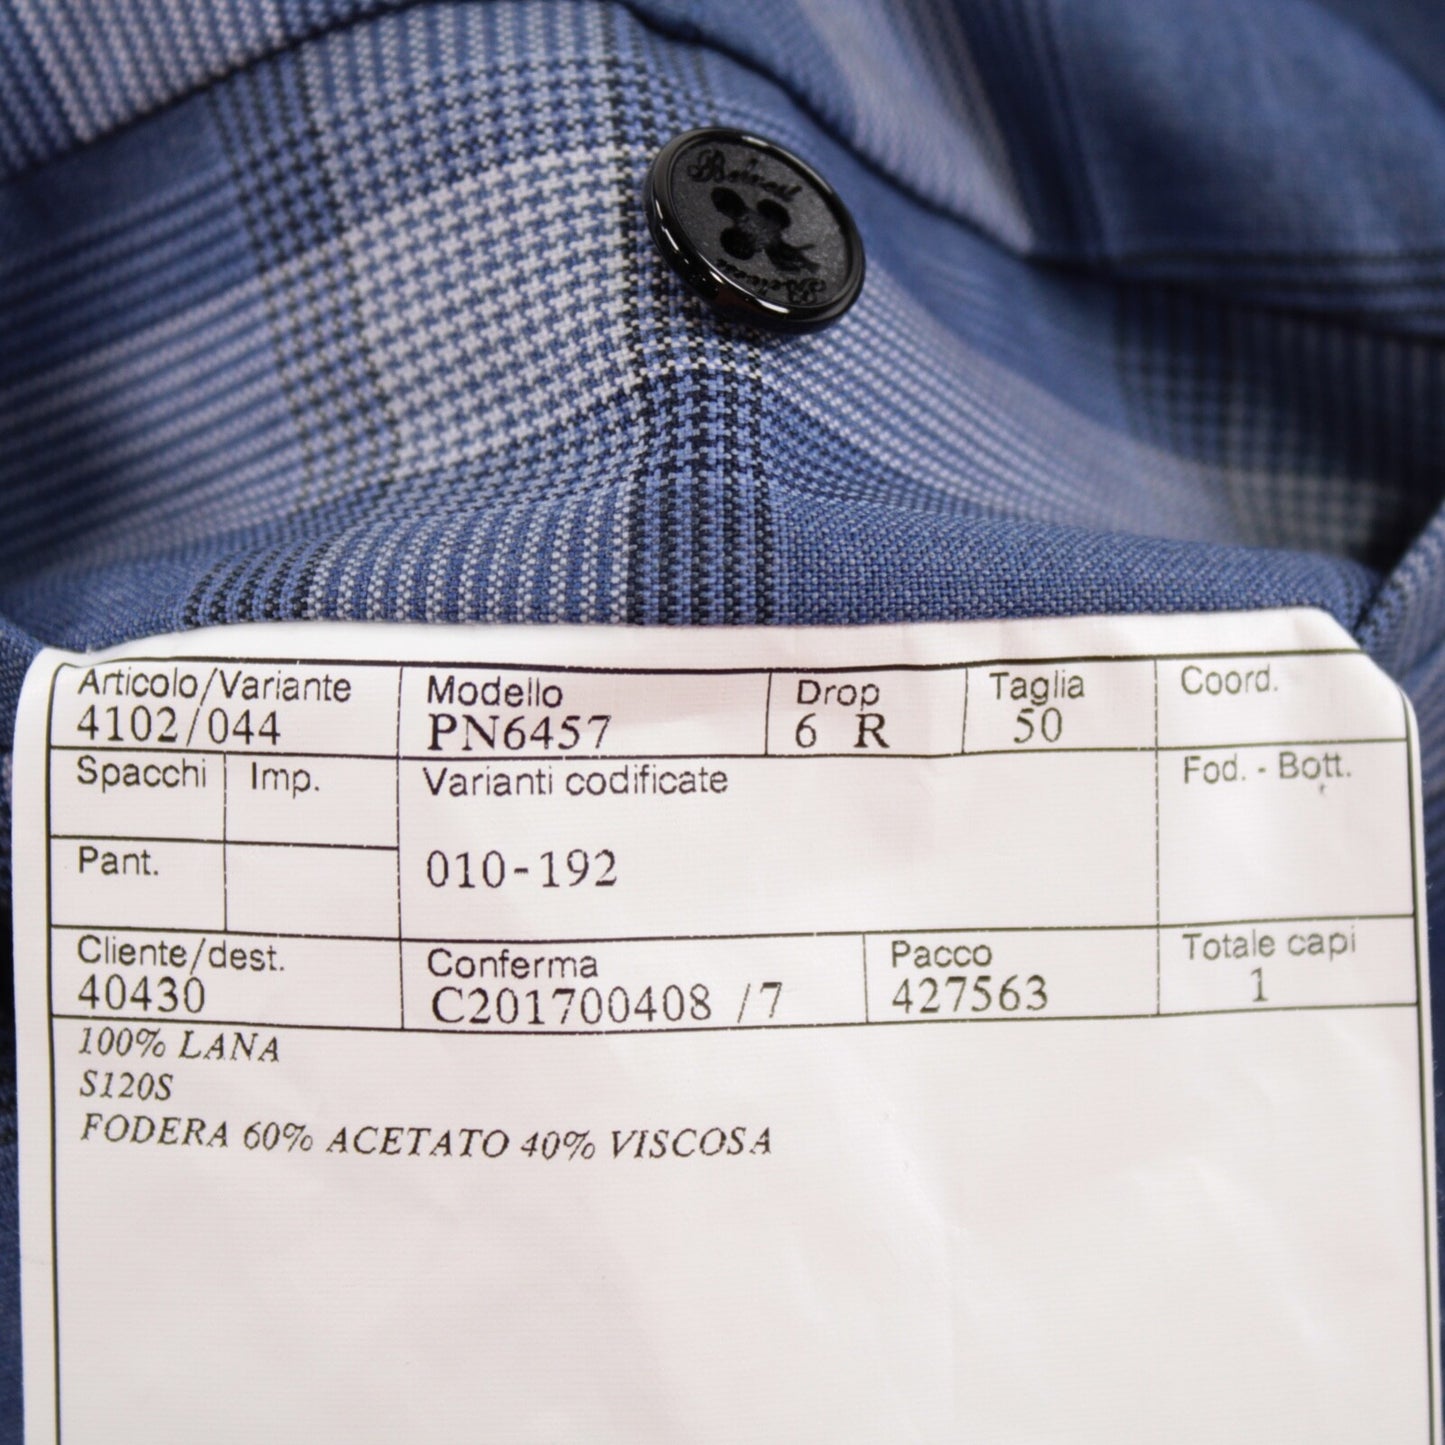 Belvest
Belvest
Articolo/Variante Modello Drop Taglia Coord.
4102/044 PN6457 6 R 50
Spacchi Imp. Varianti codificate Fod. - Bott.
Pant. 010-192
Cliente/dest. Conferma Pacco Totale capi
40430 C201700408 /7 427563 1
100% LANA
S120S
FODERA 60% ACETATO 40% VISCOSA